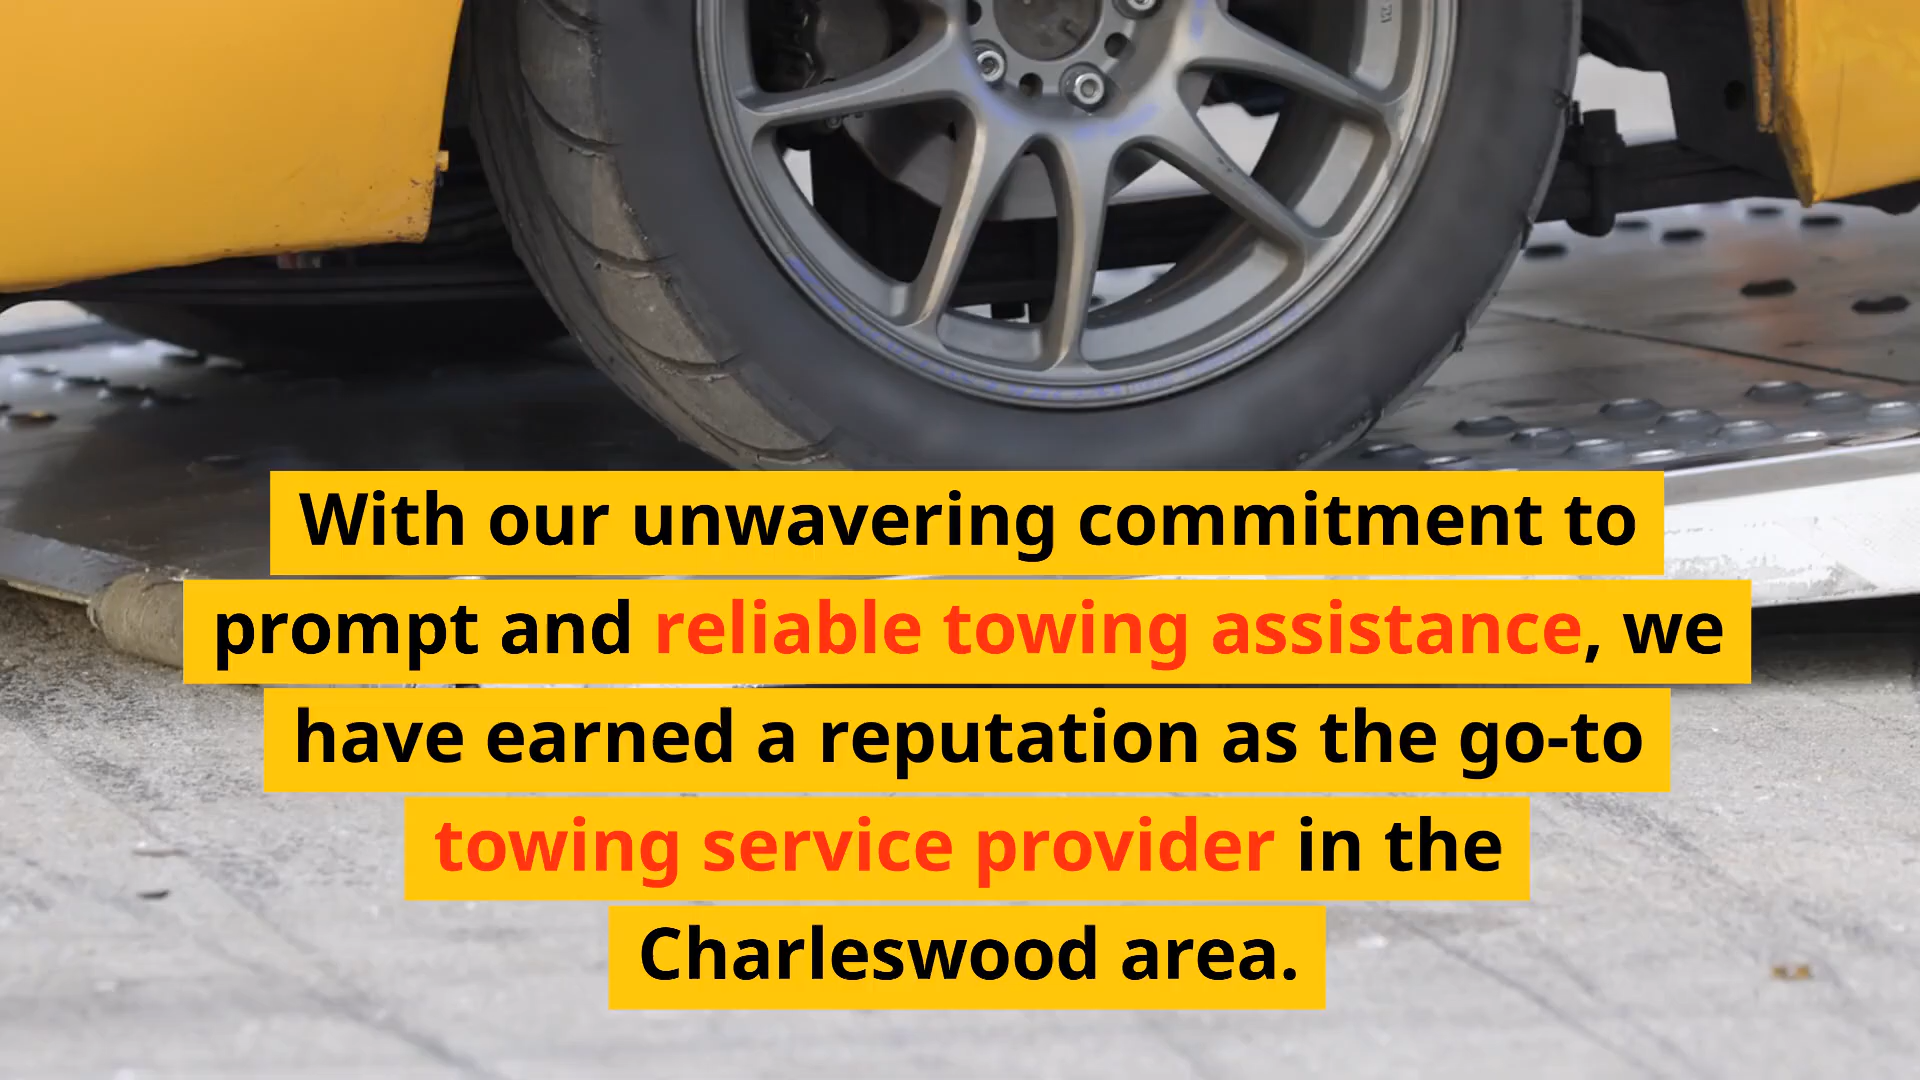 With our unwavering commitment to
prompt and reliable towing assistance, we
have earned a reputation as the go-to
towing service provider in the
Charleswood area.